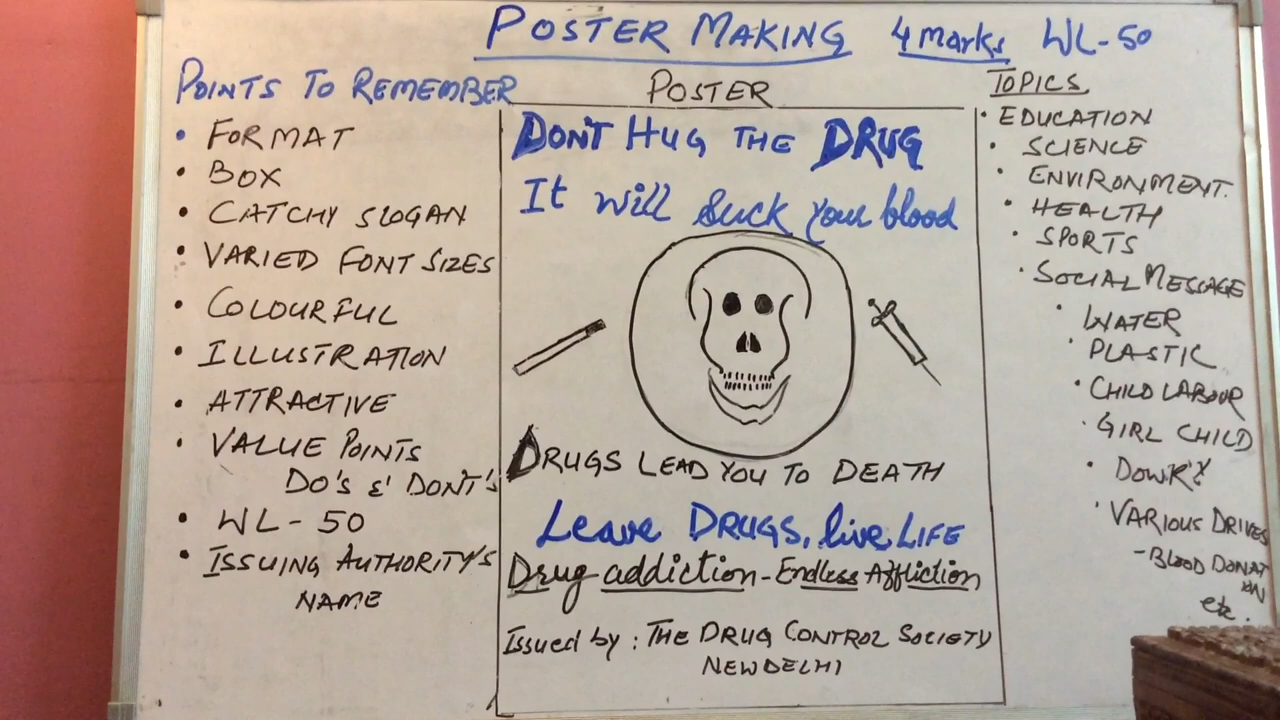 POSTER MAKING 4 marks WL-50
POINTS TO REMEMBER
• FORMAT
• BOX
• CATCHY SLOGAN
• VARIED FONT SIZES
• COLOURFUL
• ILLUSTRATION
• ATTRACTIVE
• VALUE POINTS
DO'S & DONT'S
• WL-50
• ISSUING AUTHORITY'S
NAME
POSTER
DON'T HUG THE DRUG
It will suck your blood
DRUGS LEAD YOU TO DEATH
Leave DRUGS, live LIFE
Drug addiction - Endless Affliction
Issued by: THE DRUG CONTROL SOCIETY
NEW DELHI
TOPICS
• EDUCATION
• SCIENCE
• ENVIRONMENT.
• HEALTH
• SPORTS
• SOCIAL MESSAGE
• WATER
• PLASTIC
• CHILD LABOUR
• GIRL CHILD
• DOWRY
• VARIOUS DRIVES
- BLOOD DONAT
ION
etc.